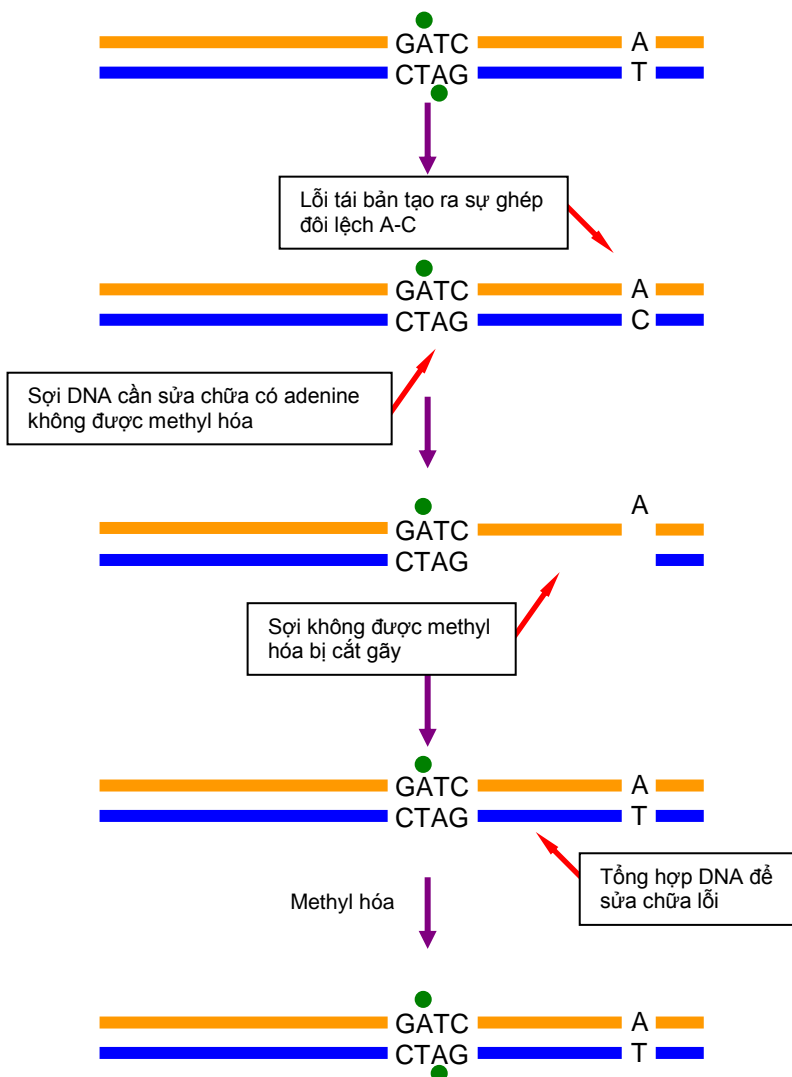 GATC A
CTAG T
Lỗi tái bản tạo ra sự ghép
đôi lệch A-C
GATC A
CTAG C
Sợi DNA cần sửa chữa có adenine
không được methyl hóa
A
GATC
CTAG
Sợi không được methyl
hóa bị cắt gãy
GATC A
CTAG T
Tổng hợp DNA để
sửa chữa lỗi
Methyl hóa
GATC A
CTAG T